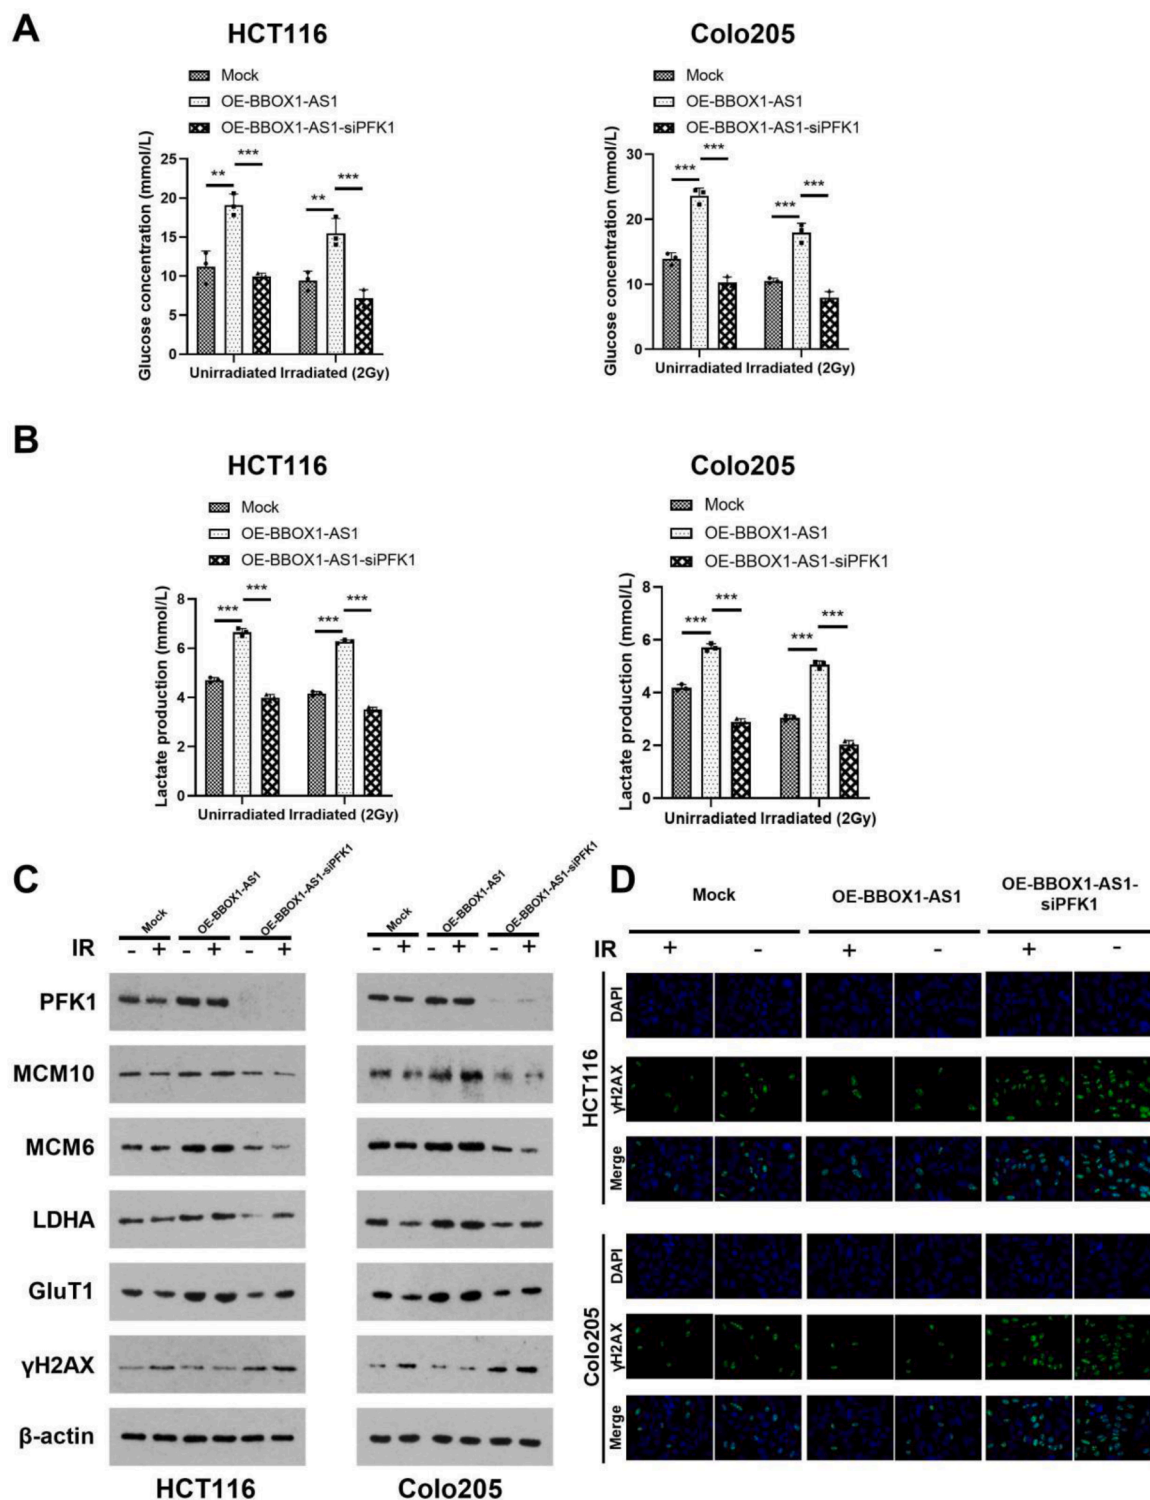 A
HCT116
Mock
OE-BBOX1-AS1
OE-BBOX1-AS1-siPFK1
Glucose concentration (mmol/L)
25
20
15
10
5
0
** *** ** ***
Unirradiated Irradiated (2Gy)
Colo205
Mock
OE-BBOX1-AS1
OE-BBOX1-AS1-siPFK1
Glucose concentration (mmol/L)
30
20
10
0
*** *** *** ***
Unirradiated Irradiated (2Gy)
B
HCT116
Mock
OE-BBOX1-AS1
OE-BBOX1-AS1-siPFK1
Lactate production (mmol/L)
8
6
4
2
0
*** *** *** ***
Unirradiated Irradiated (2Gy)
Colo205
Mock
OE-BBOX1-AS1
OE-BBOX1-AS1-siPFK1
Lactate production (mmol/L)
8
6
4
2
0
*** *** *** ***
Unirradiated Irradiated (2Gy)
C
Mock OE-BBOX1-AS1 OE-BBOX1-AS1-siPFK1
Mock OE-BBOX1-AS1 OE-BBOX1-AS1-siPFK1
IR - + - + - + - + - + - +
PFK1
MCM10
MCM6
LDHA
GluT1
γH2AX
β-actin
HCT116 Colo205
D
Mock OE-BBOX1-AS1 OE-BBOX1-AS1-
siPFK1
IR + - + - + -
HCT116
DAPI
γH2AX
Merge
Colo205
DAPI
γH2AX
Merge